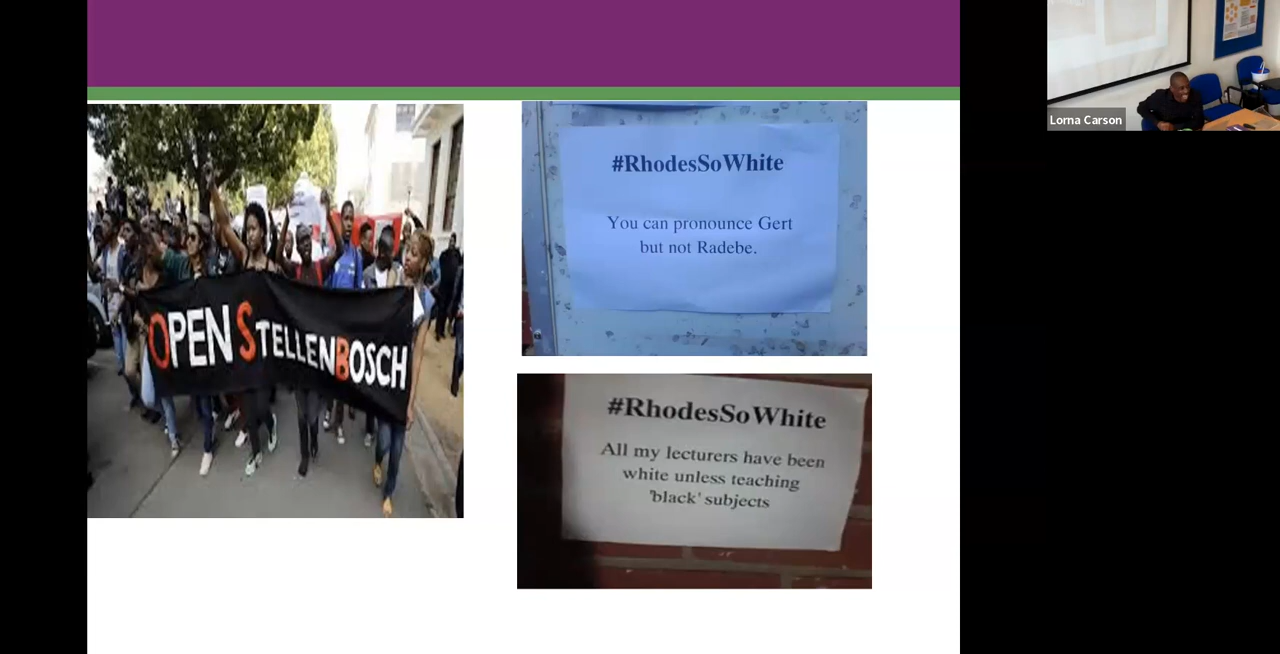 OPEN STELLENBOSCH
#RhodesSoWhite
You can pronounce Gert
but not Radebe.
#RhodesSoWhite
All my lecturers have been
white unless teaching
'black' subjects
Lorna Carson